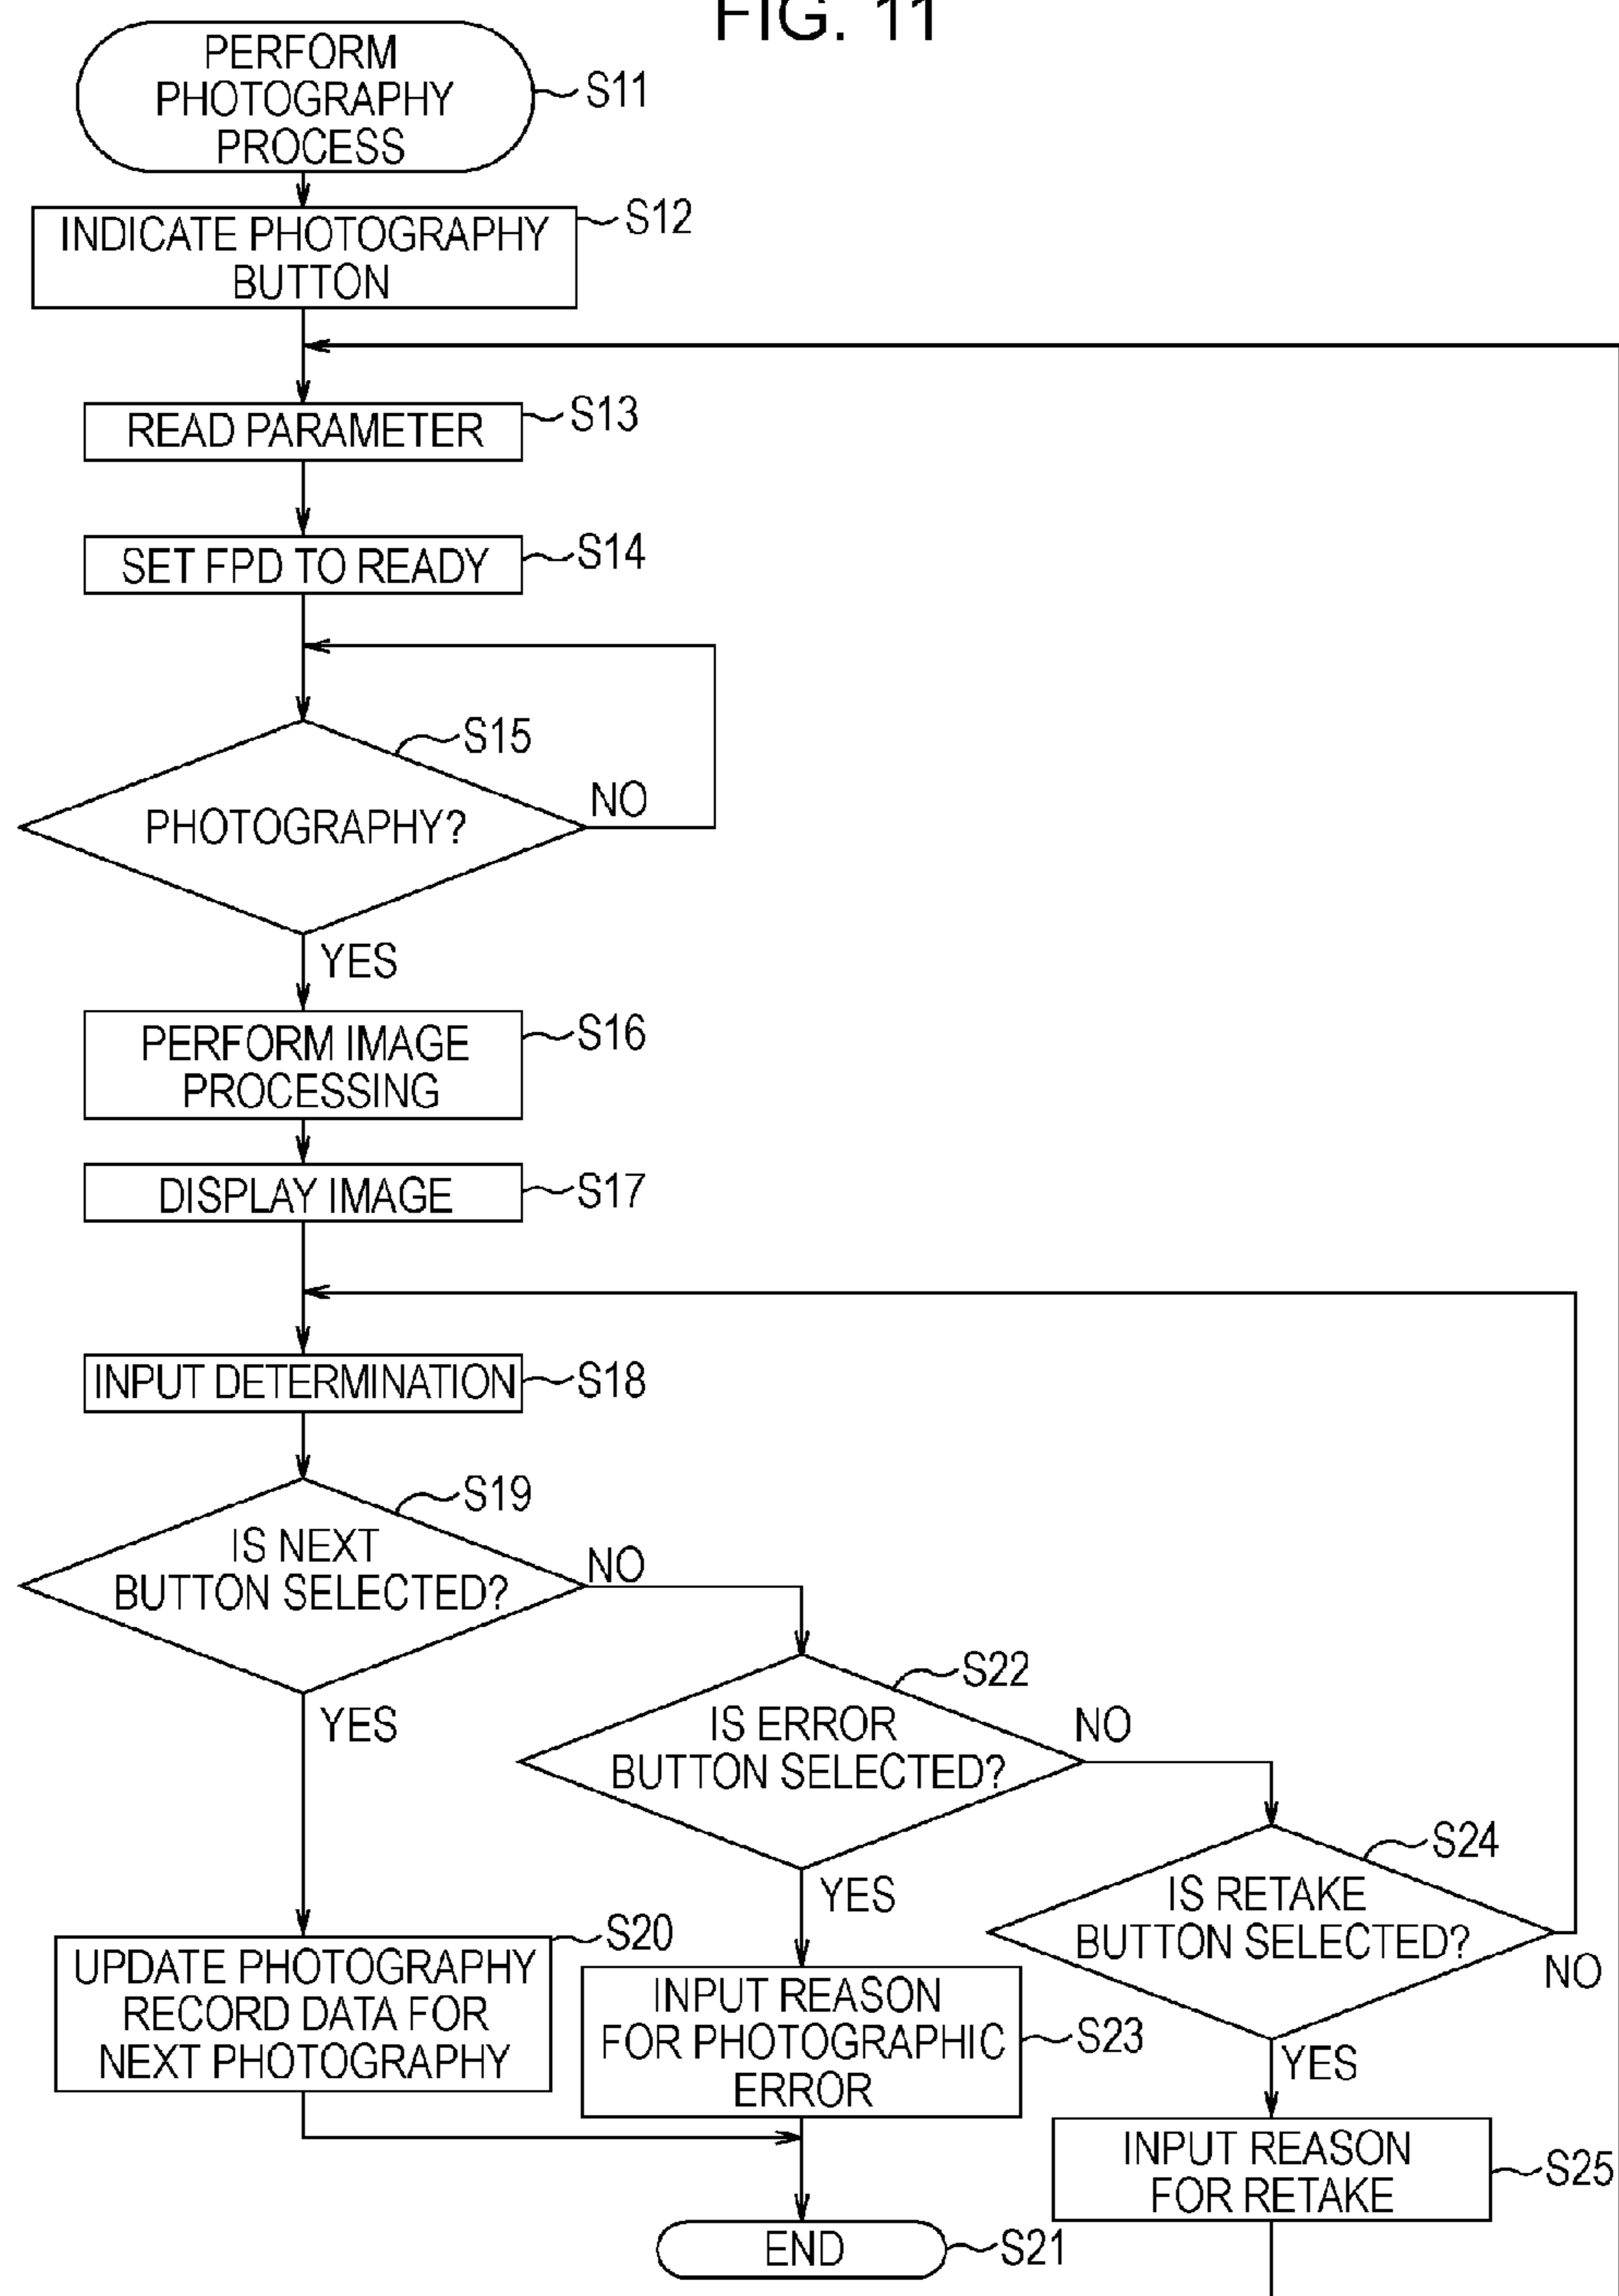 FIG. 11
PERFORM
PHOTOGRAPHY
PROCESS
S11
INDICATE PHOTOGRAPHY
BUTTON
S12
READ PARAMETER
S13
SET FPD TO READY
S14
S15
PHOTOGRAPHY?
NO
YES
PERFORM IMAGE
PROCESSING
S16
DISPLAY IMAGE
S17
INPUT DETERMINATION
S18
S19
IS NEXT
BUTTON SELECTED?
NO
YES
S22
IS ERROR
BUTTON SELECTED?
NO
YES
S24
IS RETAKE
BUTTON SELECTED?
NO
YES
UPDATE PHOTOGRAPHY
RECORD DATA FOR
NEXT PHOTOGRAPHY
S20
INPUT REASON
FOR PHOTOGRAPHIC
ERROR
S23
INPUT REASON
FOR RETAKE
S25
END
S21